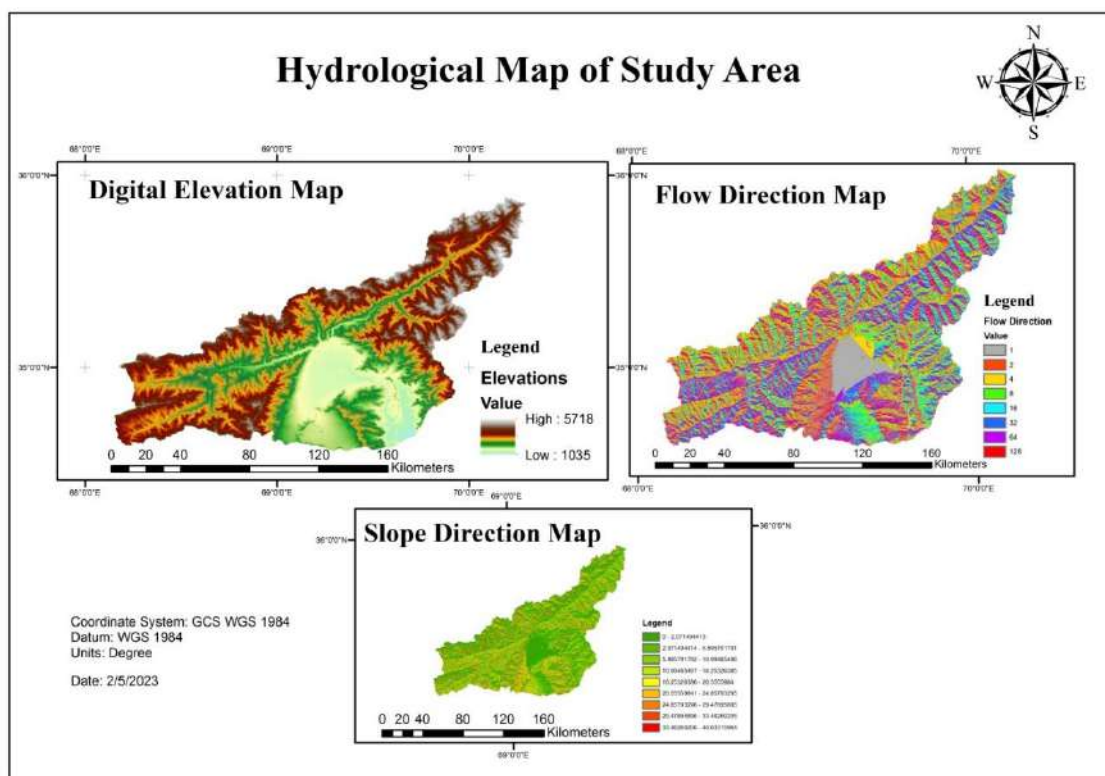 Hydrological Map of Study Area
N
W E
S
68°0'0"E 69°0'0"E 70°0'0"E
36°0'0"N
Digital Elevation Map
35°0'0"N
Legend
Elevations
Value
High : 5718
Low : 1035
0 20 40 80 120 160
Kilometers
68°0'0"E 69°0'0"E 70°0'0"E
68°0'0"E 70°0'0"E
36°0'0"N
Flow Direction Map
35°0'0"N
Legend
Flow Direction
Value
1
2
4
8
16
32
64
128
0 20 40 80 120 160
Kilometers
68°0'0"E 70°0'0"E
69°0'0"E
36°0'0"N 36°0'0"N
Slope Direction Map
Legend
0 20 40 80 120 160
Kilometers
69°0'0"E
Coordinate System: GCS WGS 1984
Datum: WGS 1984
Units: Degree
Date: 2/5/2023